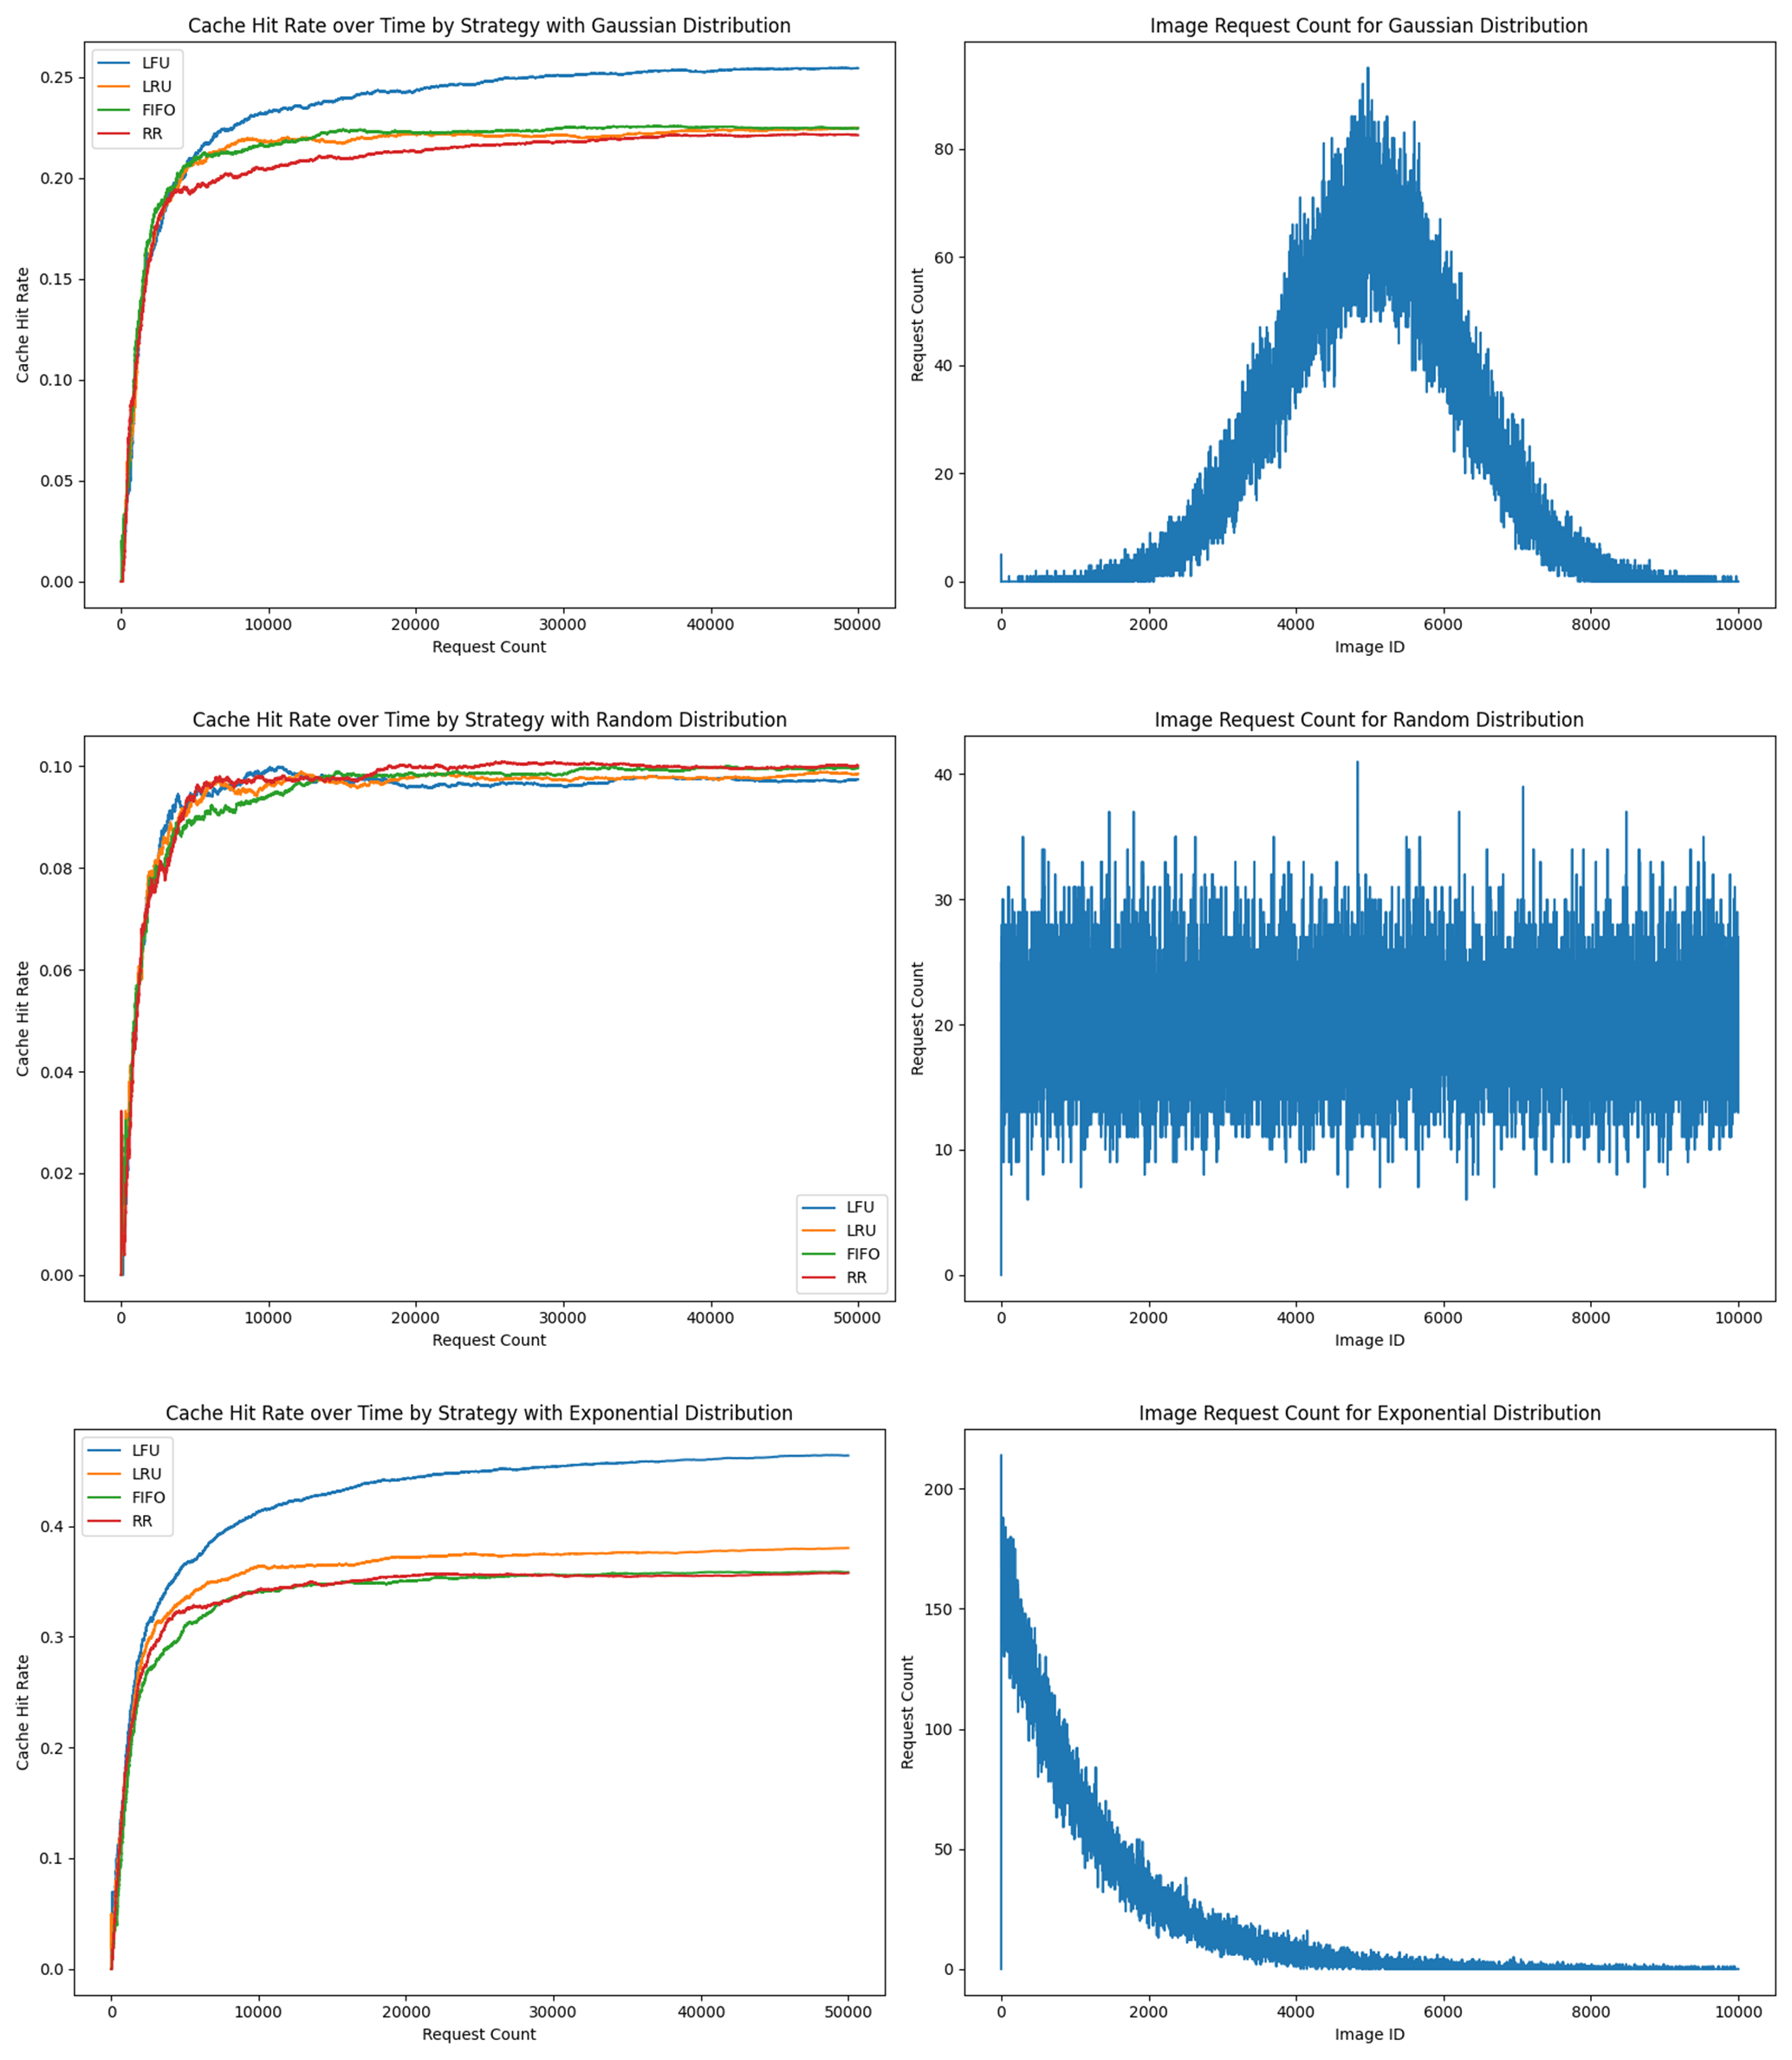 Cache Hit Rate over Time by Strategy with Gaussian Distribution
LFU
LRU
FIFO
RR
0.25
0.20
0.15
0.10
0.05
0.00
Cache Hit Rate
0 10000 20000 30000 40000 50000
Request Count
Image Request Count for Gaussian Distribution
80
60
40
20
0
Request Count
0 2000 4000 6000 8000 10000
Image ID
Cache Hit Rate over Time by Strategy with Random Distribution
0.10
0.08
0.06
0.04
0.02
0.00
Cache Hit Rate
LFU
LRU
FIFO
RR
0 10000 20000 30000 40000 50000
Request Count
Image Request Count for Random Distribution
40
30
20
10
0
Request Count
0 2000 4000 6000 8000 10000
Image ID
Cache Hit Rate over Time by Strategy with Exponential Distribution
LFU
LRU
FIFO
RR
0.4
0.3
0.2
0.1
0.0
Cache Hit Rate
0 10000 20000 30000 40000 50000
Request Count
Image Request Count for Exponential Distribution
200
150
100
50
0
Request Count
0 2000 4000 6000 8000 10000
Image ID